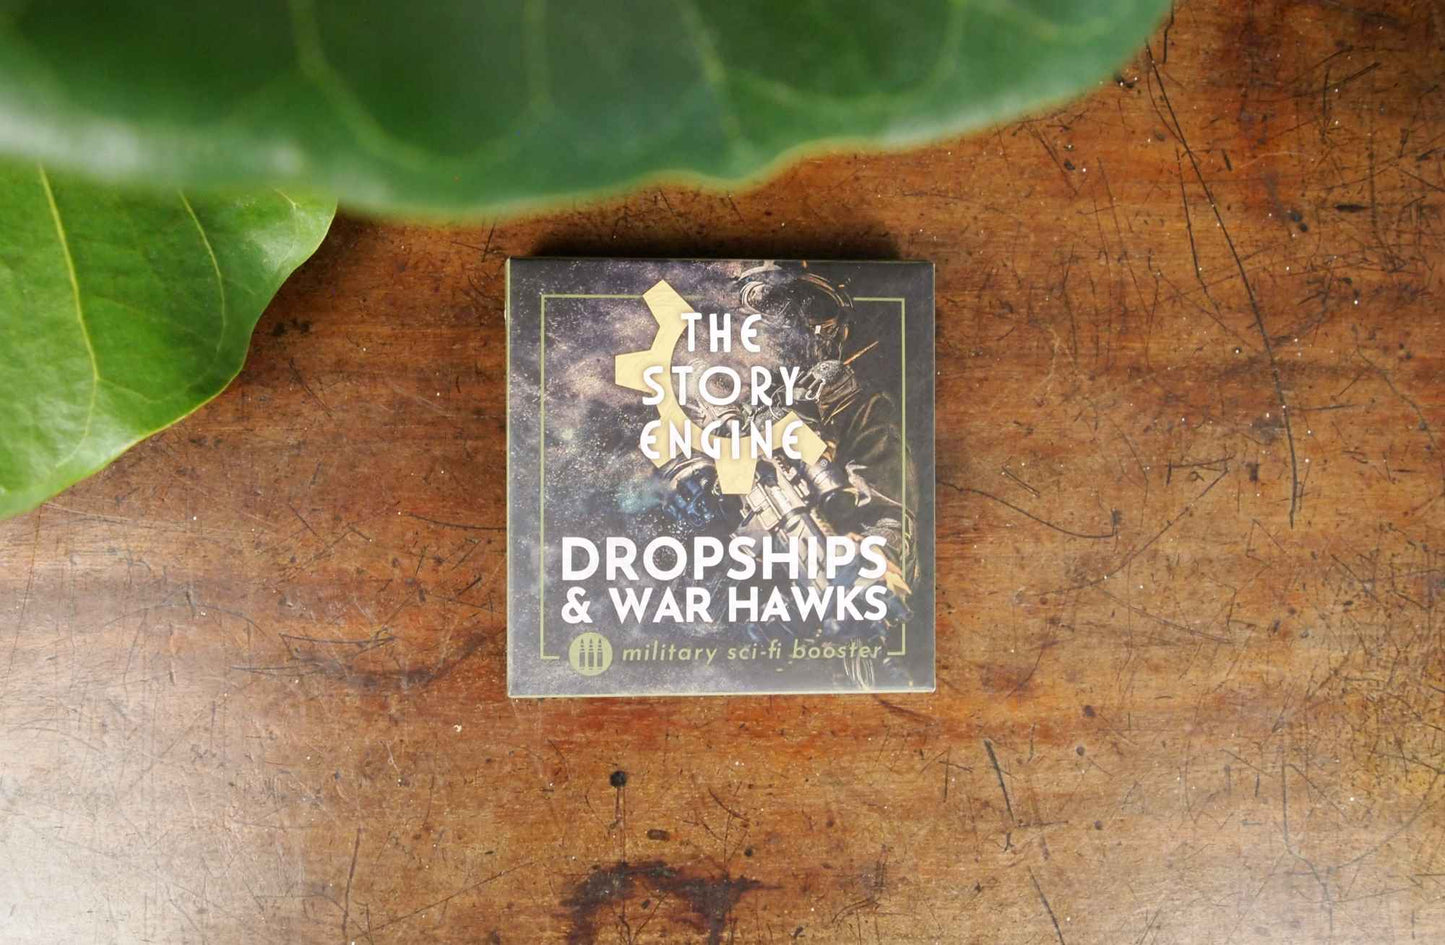 THE
STORY
ENGINE
DROPSHIPS
& WAR HAWKS
military sci-fi booster